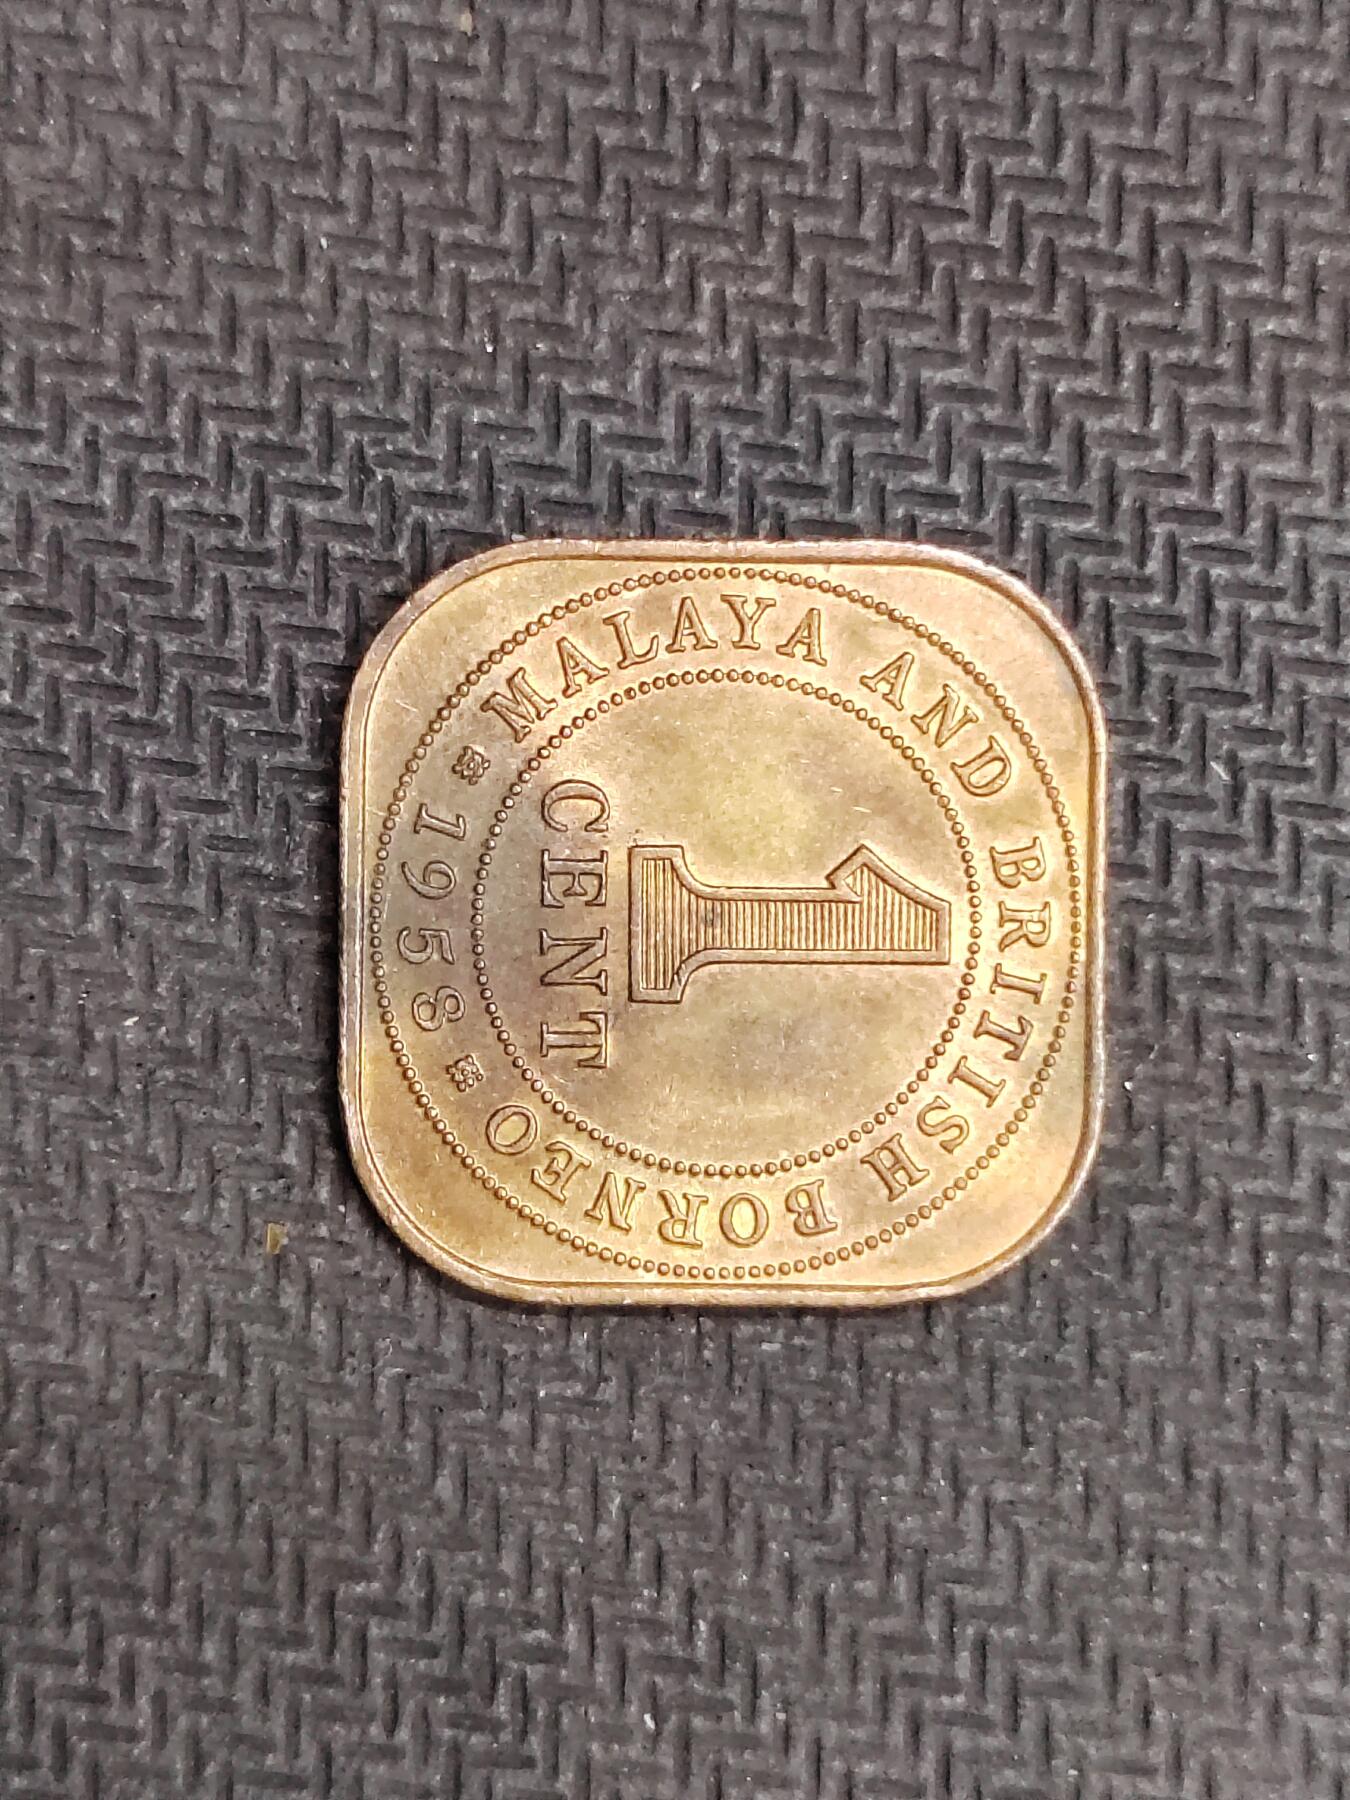 MALAYA AND BRITISH BORNEO
1
CENT
1958